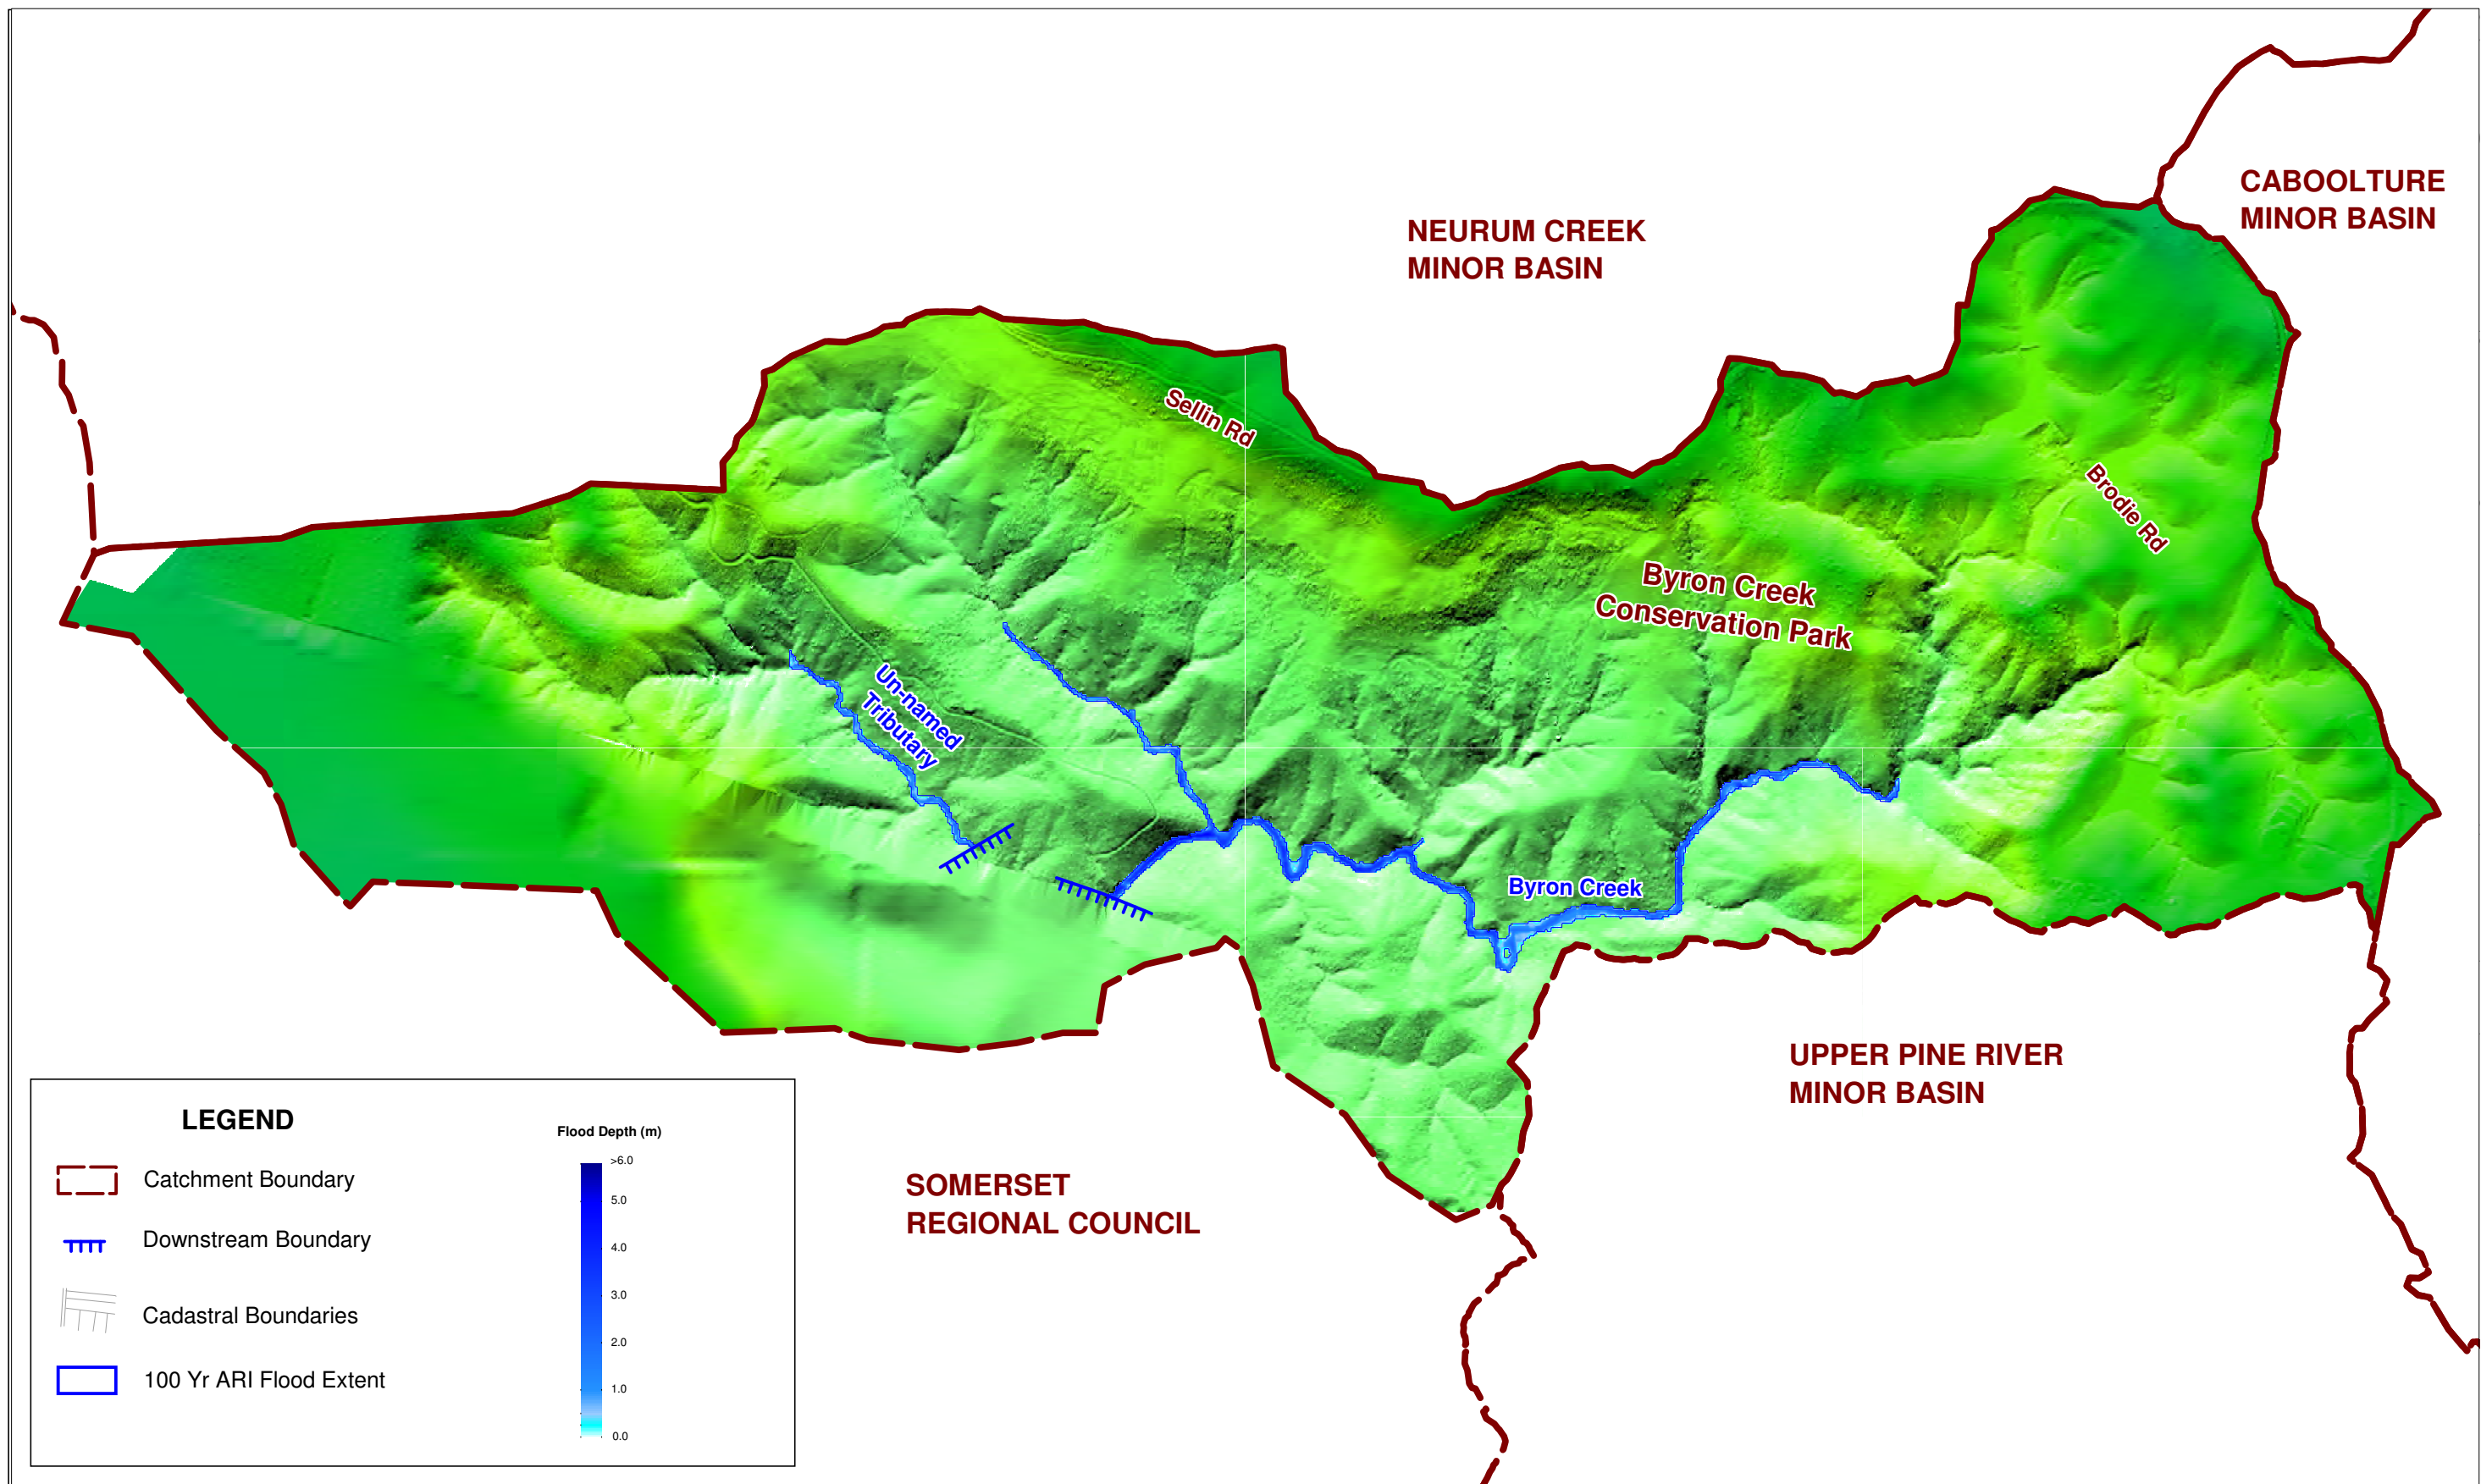 CABOOLTURE
MINOR BASIN
NEURUM CREEK
MINOR BASIN
Sellin Rd
Brodie Rd
Byron Creek
Conservation Park
Un-named
Tributary
Byron Creek
UPPER PINE RIVER
MINOR BASIN
SOMERSET
REGIONAL COUNCIL
LEGEND
Catchment Boundary
Downstream Boundary
Cadastral Boundaries
100 Yr ARI Flood Extent
Flood Depth (m)
>6.0
5.0
4.0
3.0
2.0
1.0
0.0